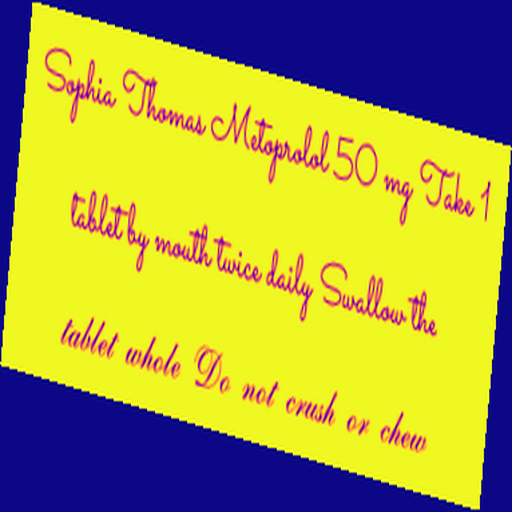 Sophia Thomas Metoprolol 50 mg Take 1
tablet by mouth twice daily Swallow the
tablet whole Do not crush or chew